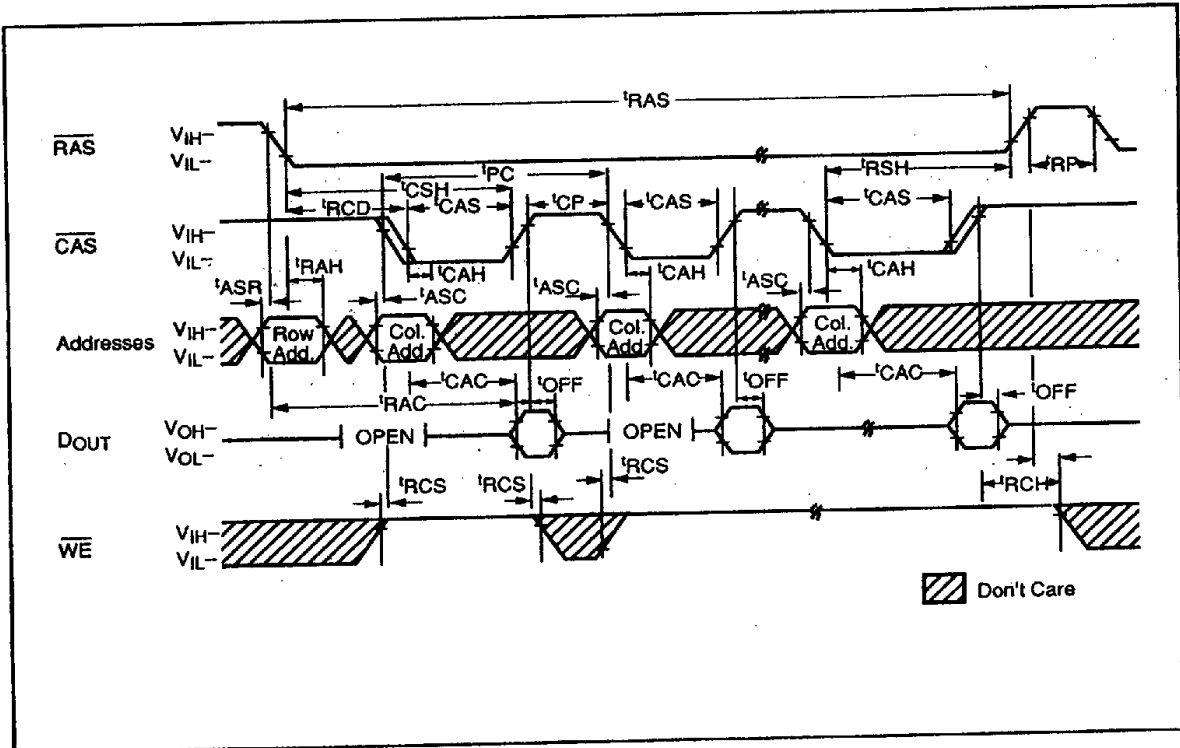 tRAS
RAS
VIH–
VIL–
tRP
tPC
tRSH
tCSH
tRCD
tCAS
tCP
tCAS
tCAS
CAS
VIH–
VIL–
tRAH
tCAH
tCAH
tCAH
tASR
tASC
tASC
tASC
Addresses
VIH–
VIL–
Row Add.
Col. Add.
Col. Add.
Col. Add.
tCAC
tOFF
tCAC
tOFF
tCAC
tOFF
tRAC
DOUT
VOH–
VOL–
OPEN
OPEN
tRCS
tRCS
tRCS
tRCH
WE
VIH–
VIL–
Don't Care